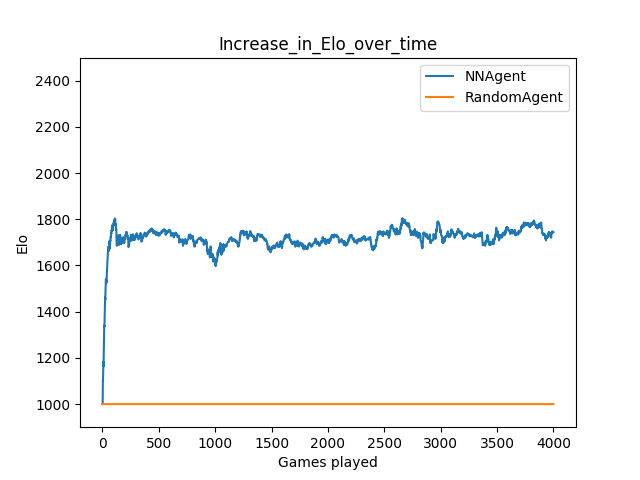 Increase_in_Elo_over_time
NNAgent
RandomAgent
2400
2200
2000
1800
1600
1400
1200
1000
Elo
0 500 1000 1500 2000 2500 3000 3500 4000
Games played